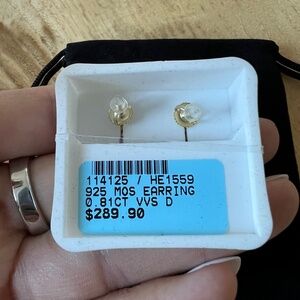 114125 / HE1559
925 MOS EARRING
0.81CT VVS D
$289.90